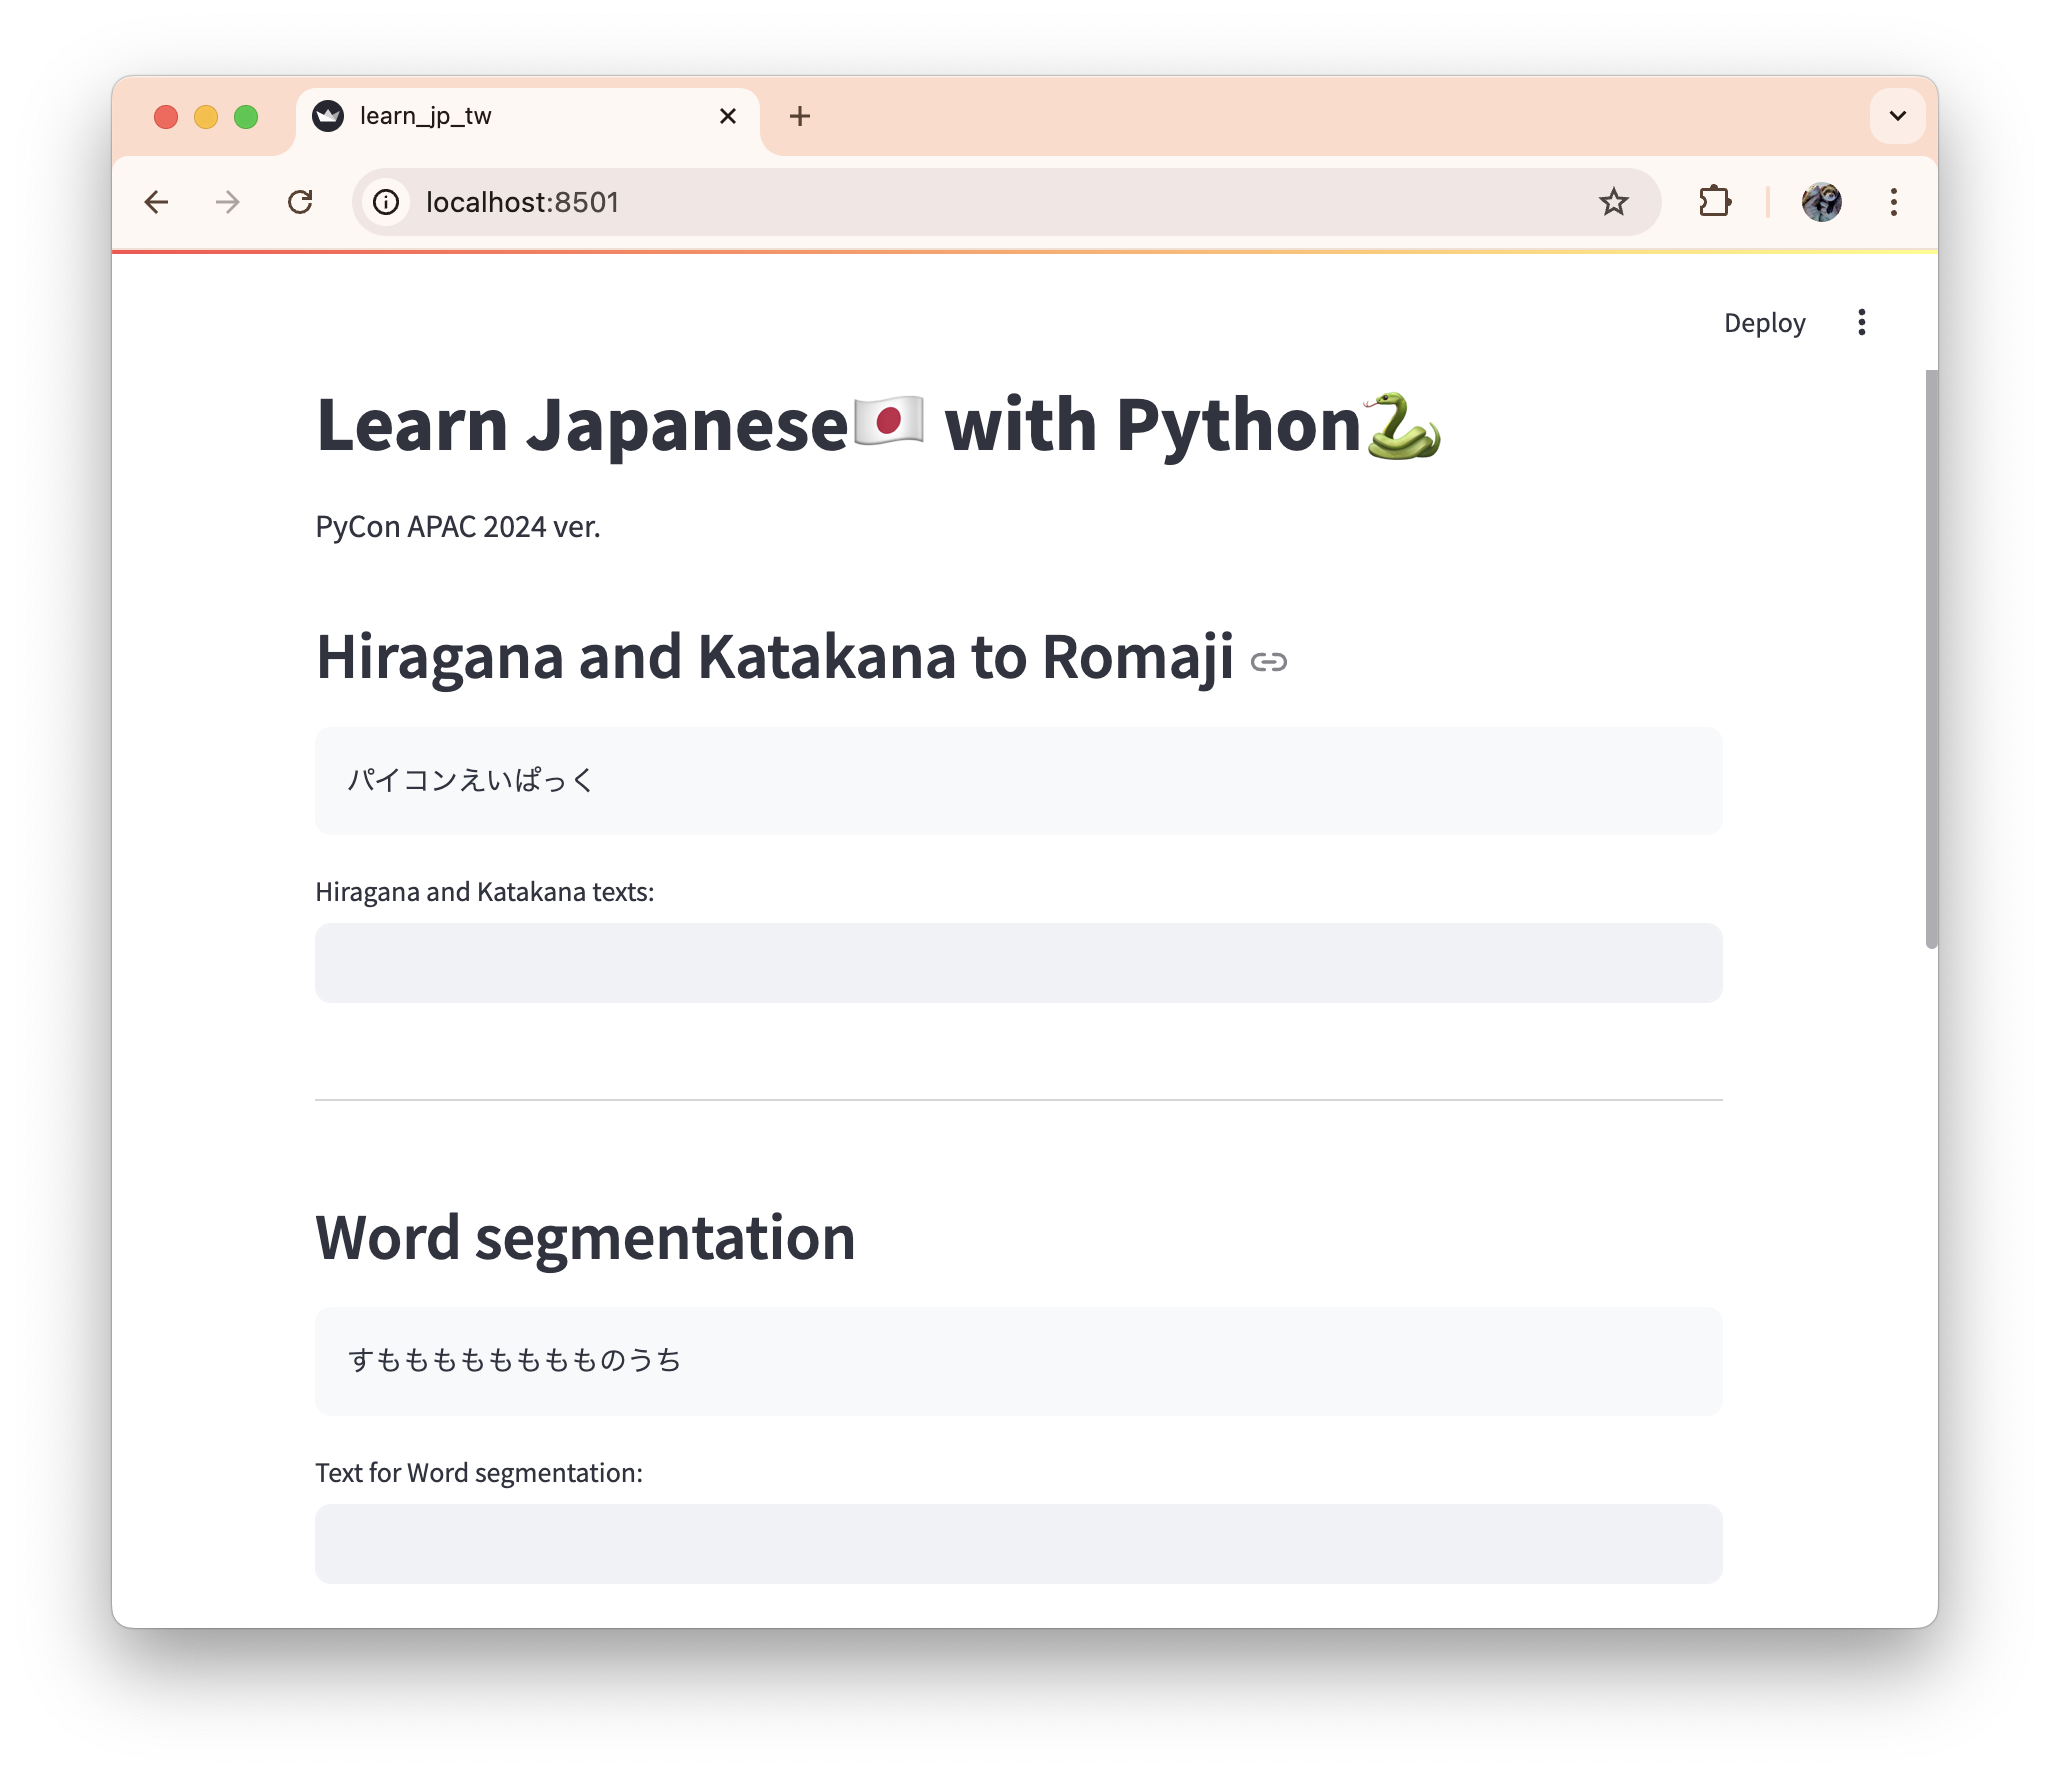 learn_jp_tw
localhost:8501
Deploy
Learn Japanese🇯🇵 with Python🐍
PyCon APAC 2024 ver.
Hiragana and Katakana to Romaji
パイコンえいぱっく
Hiragana and Katakana texts:
Word segmentation
すもももももももものうち
Text for Word segmentation: